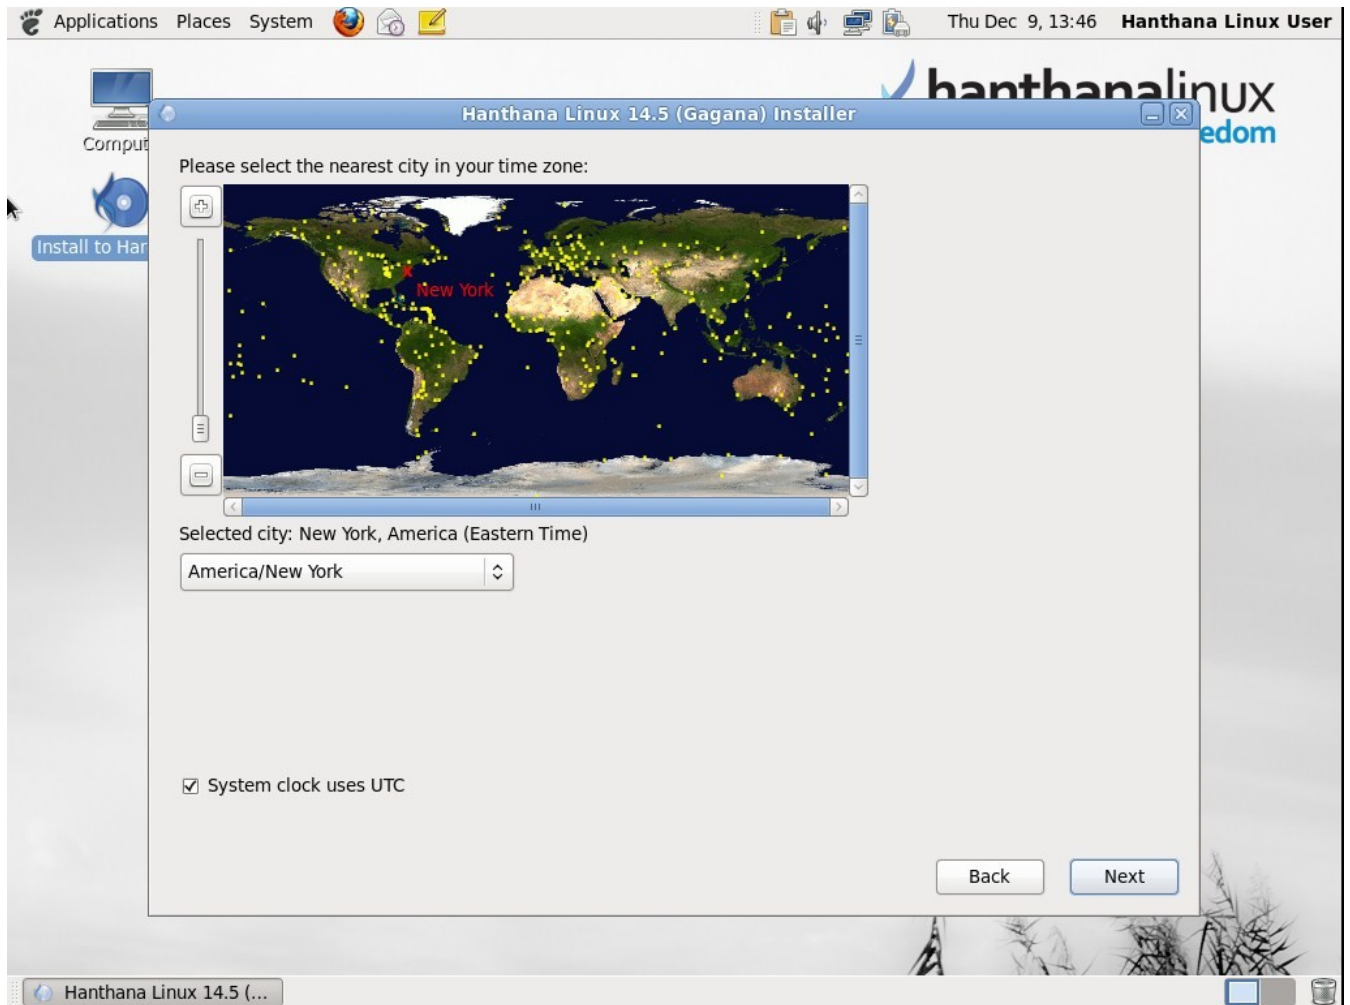 Applications Places System Thu Dec 9, 13:46 Hanthana Linux User
hanthanalinux
edom
Comput
Install to Har
Hanthana Linux 14.5 (Gagana) Installer
Please select the nearest city in your time zone:
New York
Selected city: New York, America (Eastern Time)
America/New York
System clock uses UTC
Back Next
Hanthana Linux 14.5 (...